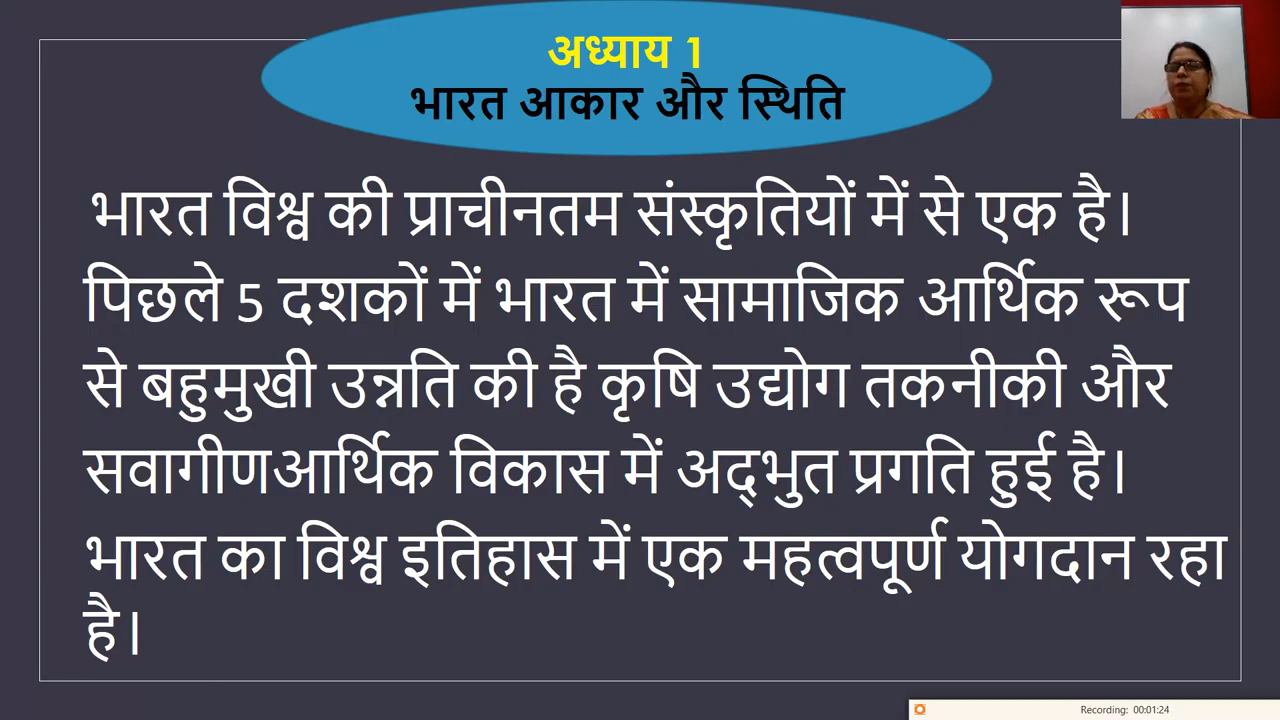 अध्याय 1
भारत आकार और स्थिति
भारत विश्व की प्राचीनतम संस्कृतियों में से एक है।
पिछले 5 दशकों में भारत में सामाजिक आर्थिक रूप
से बहुमुखी उन्नति की है कृषि उद्योग तकनीकी और
सवागीणआर्थिक विकास में अद्भुत प्रगति हुई है।
भारत का विश्व इतिहास में एक महत्वपूर्ण योगदान रहा
है।
Recording: 00:01:24